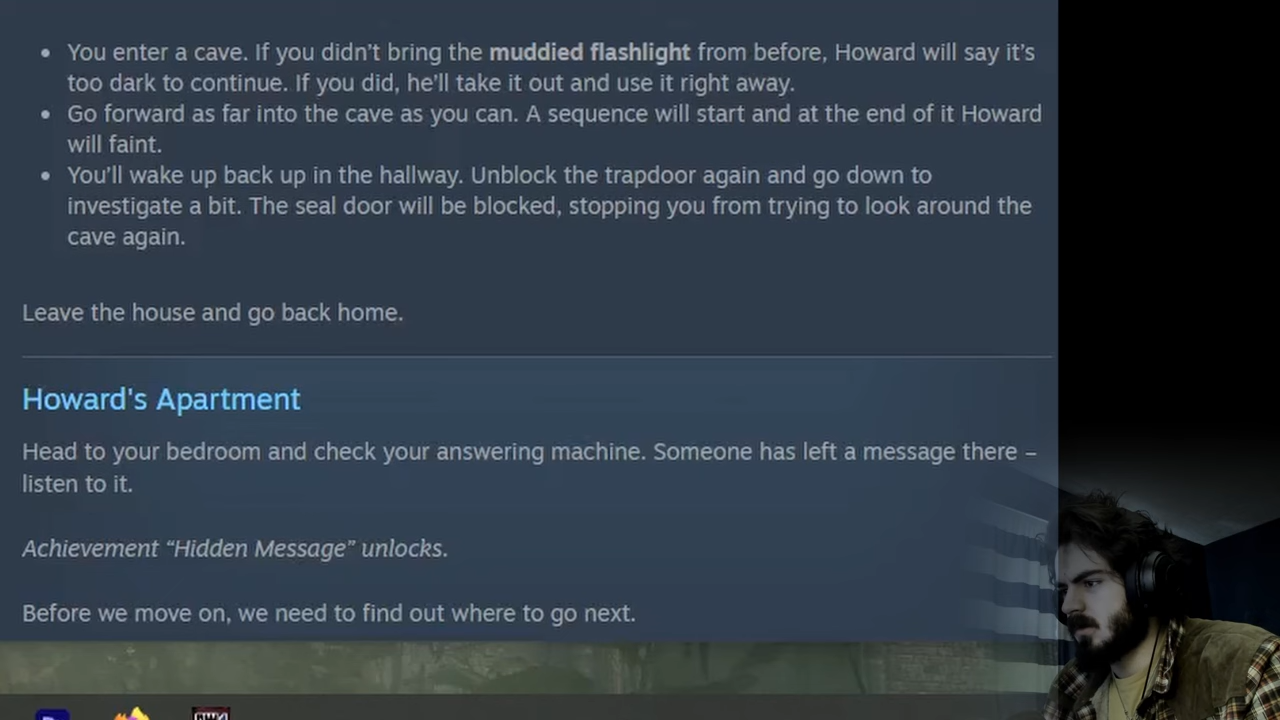 You enter a cave. If you didn't bring the muddied flashlight from before, Howard will say it's
too dark to continue. If you did, he'll take it out and use it right away.
Go forward as far into the cave as you can. A sequence will start and at the end of it Howard
will faint.
You'll wake up back up in the hallway. Unblock the trapdoor again and go down to
investigate a bit. The seal door will be blocked, stopping you from trying to look around the
cave again.
Leave the house and go back home.
Howard's Apartment
Head to your bedroom and check your answering machine. Someone has left a message there –
listen to it.
Achievement “Hidden Message” unlocks.
Before we move on, we need to find out where to go next.